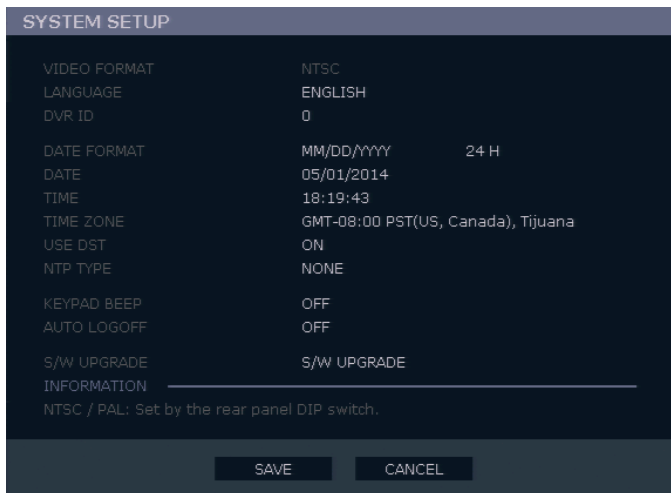 SYSTEM SETUP
VIDEO FORMAT NTSC
LANGUAGE ENGLISH
DVR ID 0
DATE FORMAT MM/DD/YYYY 24 H
DATE 05/01/2014
TIME 18:19:43
TIME ZONE GMT-08:00 PST(US, Canada), Tijuana
USE DST ON
NTP TYPE NONE
KEYPAD BEEP OFF
AUTO LOGOFF OFF
S/W UPGRADE S/W UPGRADE
INFORMATION
NTSC / PAL: Set by the rear panel DIP switch.
SAVE CANCEL